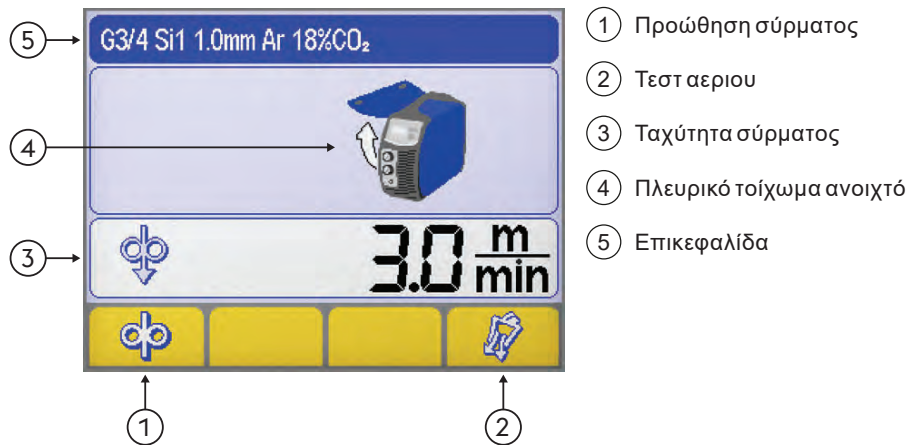 G3/4 Si1 1.0mm Ar 18%CO₂
3.0 m/min
5
4
3
1
2
1 Προώθηση σύρματος
2 Τεστ αεριου
3 Ταχύτητα σύρματος
4 Πλευρικό τοίχωμα ανοιχτό
5 Επικεφαλίδα